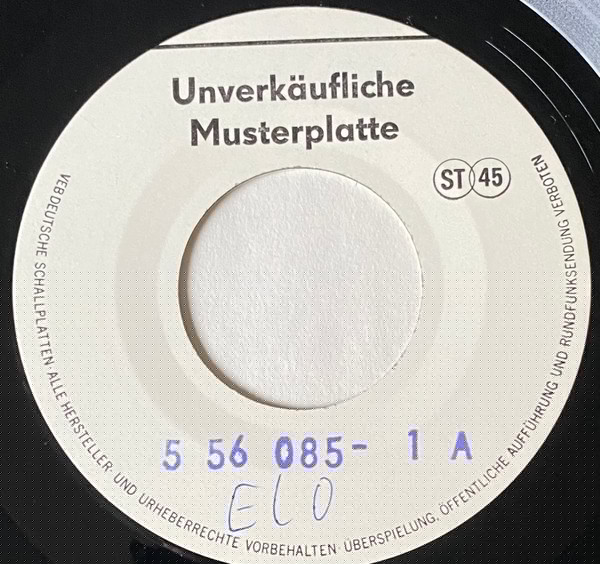 Unverkäufliche
Musterplatte
ST 45
5 56 085- 1 A
ELO
VEB DEUTSCHE SCHALLPLATTEN · ALLE HERSTELLER- UND URHEBERRECHTE VORBEHALTEN · ÜBERSPIELUNG, ÖFFENTLICHE AUFFÜHRUNG UND RUNDFUNKSENDUNG VERBOTEN